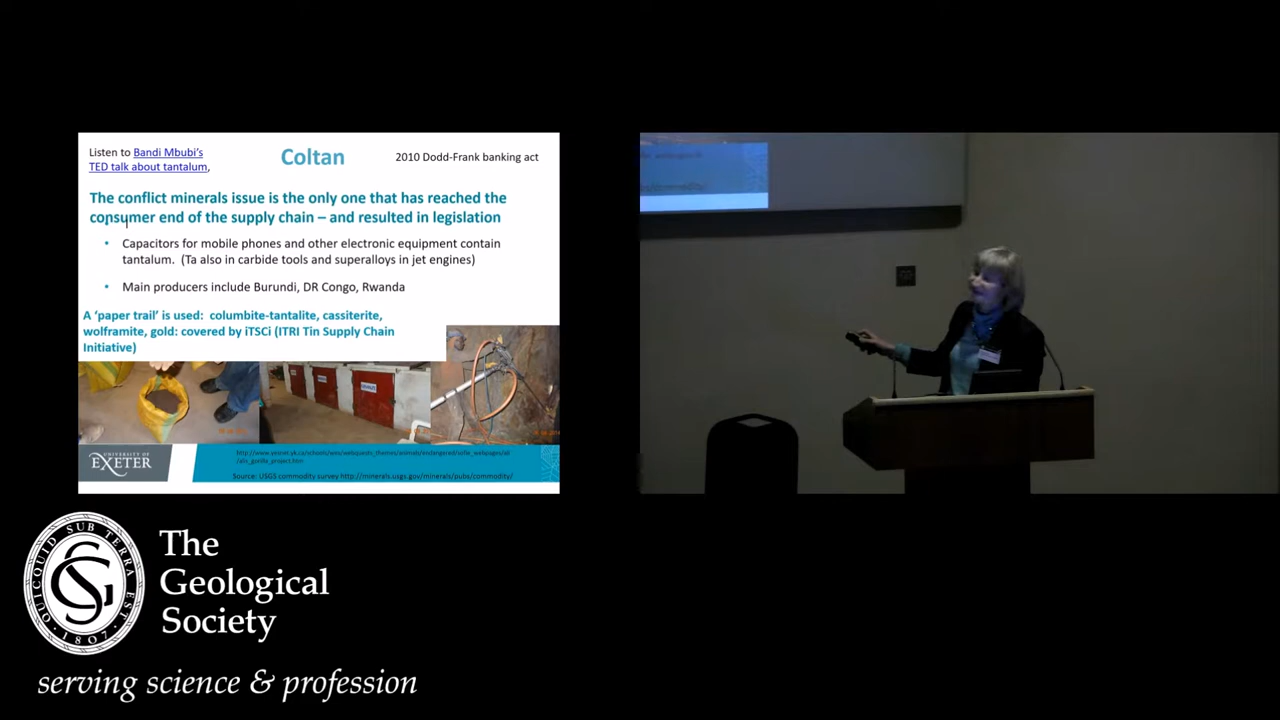 Listen to Bandi Mbubi's
TED talk about tantalum,
Coltan
2010 Dodd-Frank banking act
The conflict minerals issue is the only one that has reached the
consumer end of the supply chain – and resulted in legislation
• Capacitors for mobile phones and other electronic equipment contain
tantalum. (Ta also in carbide tools and superalloys in jet engines)
• Main producers include Burundi, DR Congo, Rwanda
A 'paper trail' is used: columbite-tantalite, cassiterite,
wolframite, gold: covered by iTSCi (ITRI Tin Supply Chain
Initiative)
UNIVERSITY OF
EXETER
Source: USGS commodity survey http://minerals.usgs.gov/minerals/pubs/commodity/
QUICQUID SUB TERRA EST
1807
The
Geological
Society
serving science & profession